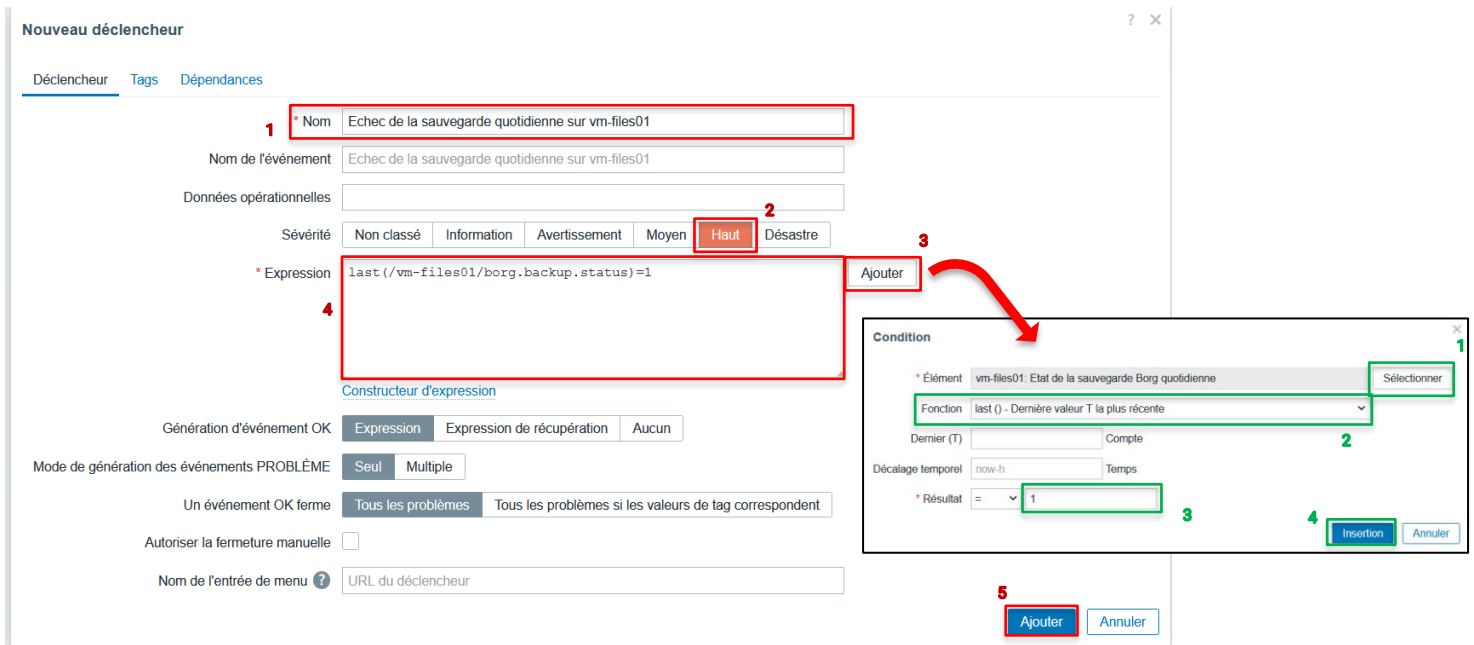 Nouveau déclencheur
? ×
Déclencheur Tags Dépendances
1
* Nom Echec de la sauvegarde quotidienne sur vm-files01
Nom de l'événement Echec de la sauvegarde quotidienne sur vm-files01
Données opérationnelles
2
Sévérité Non classé Information Avertissement Moyen Haut Désastre
3
* Expression last(/vm-files01/borg.backup.status)=1 Ajouter
4
Constructeur d'expression
Génération d'événement OK Expression Expression de récupération Aucun
Mode de génération des événements PROBLÈME Seul Multiple
Un événement OK ferme Tous les problèmes Tous les problèmes si les valeurs de tag correspondent
Autoriser la fermeture manuelle
Nom de l'entrée de menu ? URL du déclencheur
5
Ajouter Annuler
Condition ×
1
* Élément vm-files01: Etat de la sauvegarde Borg quotidienne Sélectionner
Fonction last () - Dernière valeur T la plus récente
2
Dernier (T) Compte
Décalage temporel now-h Temps
* Résultat = 1
3
4
Insertion Annuler